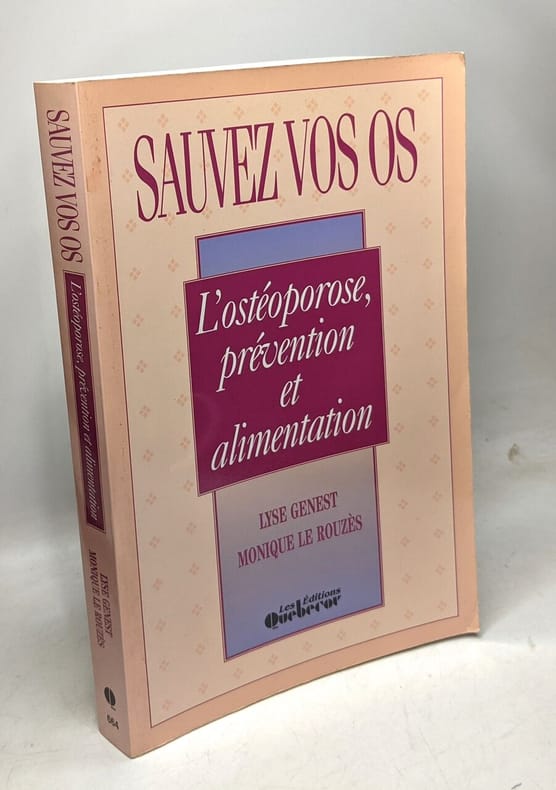 SAUVEZ VOS OS
L'ostéoporose,
prévention
et
alimentation
LYSE GENEST
MONIQUE LE ROUZÈS
Les Éditions
Quebecor
SAUVEZ VOS OS
L'ostéoporose, prévention et alimentation
LYSE GENEST
MONIQUE LE ROUZÈS
Q
664